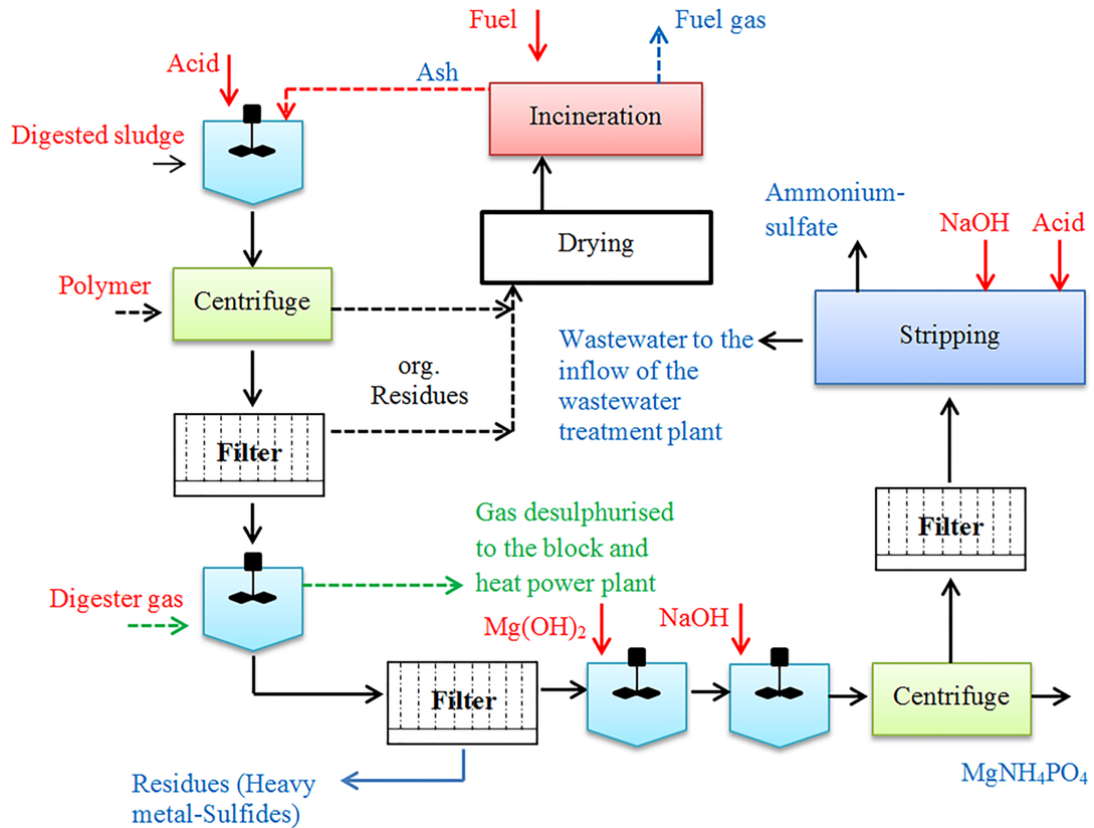 Fuel
Fuel gas
Acid
Ash
Incineration
Digested sludge
Drying
Ammonium-
sulfate
NaOH
Acid
Polymer
Centrifuge
Stripping
org.
Residues
Wastewater to the
inflow of the
wastewater
treatment plant
Filter
Filter
Gas desulphurised
to the block and
heat power plant
Digester gas
Mg(OH)₂
NaOH
Filter
Centrifuge
Residues (Heavy
metal-Sulfides)
MgNH₄PO₄